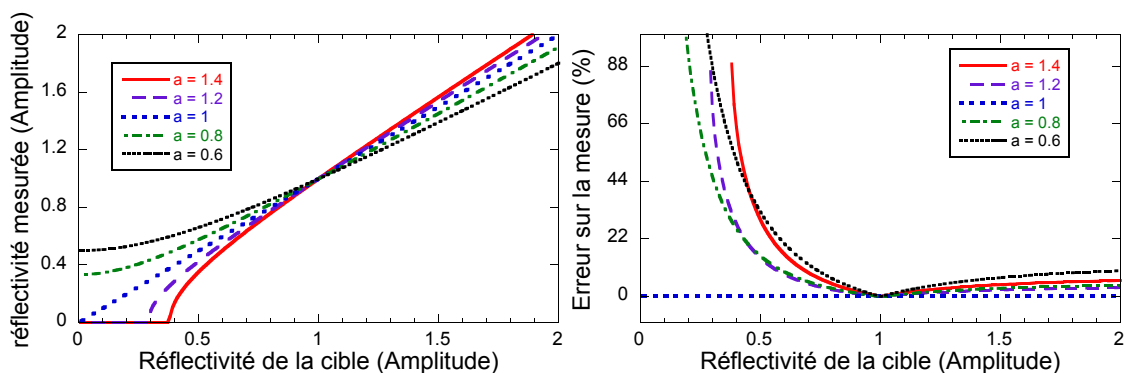 réflectivité mesurée (Amplitude)
2
1.6
1.2
0.8
0.4
0
a = 1.4
a = 1.2
a = 1
a = 0.8
a = 0.6
0 0.5 1 1.5 2
Réflectivité de la cible (Amplitude)
Erreur sur la mesure (%)
88
66
44
22
0
a = 1.4
a = 1.2
a = 1
a = 0.8
a = 0.6
0 0.5 1 1.5 2
Réflectivité de la cible (Amplitude)